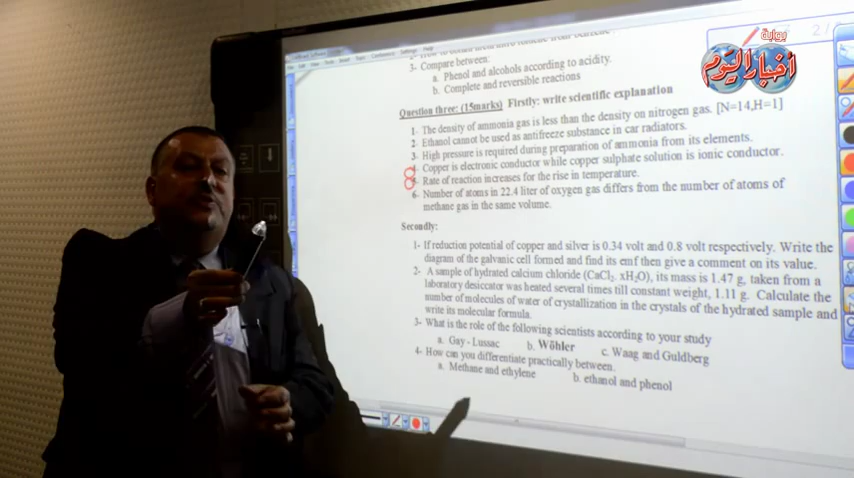 بوابة
أخبار اليوم
3- Compare between:
a. Phenol and alcohols according to acidity.
b. Complete and reversible reactions
Question three: (15marks) Firstly: write scientific explanation
1- The density of ammonia gas is less than the density on nitrogen gas. [N=14,H=1]
2- Ethanol cannot be used as antifreeze substance in car radiators.
3- High pressure is required during preparation of ammonia from its elements.
4- Copper is electronic conductor while copper sulphate solution is ionic conductor.
5- Rate of reaction increases for the rise in temperature.
6- Number of atoms in 22.4 liter of oxygen gas differs from the number of atoms of
methane gas in the same volume.
Secondly:
1- If reduction potential of copper and silver is 0.34 volt and 0.8 volt respectively. Write the
diagram of the galvanic cell formed and find its emf then give a comment on its value.
2- A sample of hydrated calcium chloride (CaCl₂. xH₂O), its mass is 1.47 g, taken from a
laboratory desiccator was heated several times till constant weight, 1.11 g. Calculate the
number of molecules of water of crystallization in the crystals of the hydrated sample and
write its molecular formula.
3- What is the role of the following scientists according to your study
a. Gay - Lussac b. Wöhler c. Waag and Guldberg
4- How can you differentiate practically between.
a. Methane and ethylene b. ethanol and phenol